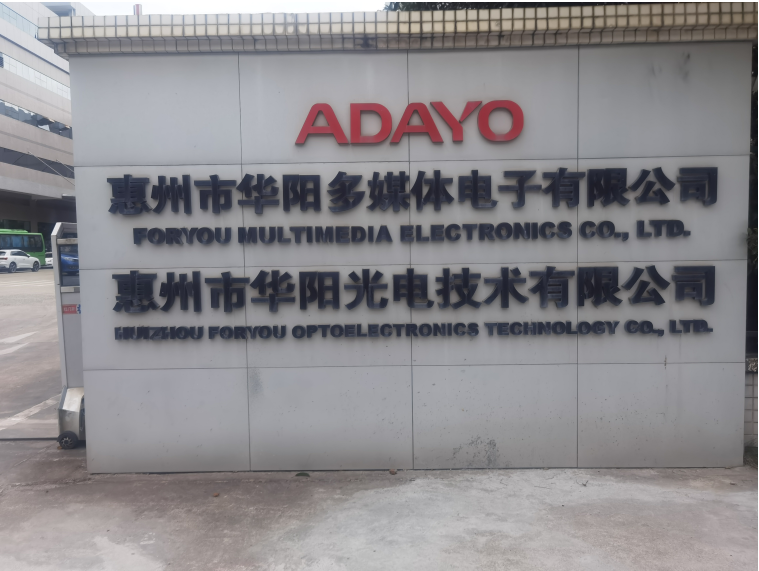 ADAYO
惠州市华阳多媒体电子有限公司
FORYOU MULTIMEDIA ELECTRONICS CO., LTD.
惠州市华阳光电技术有限公司
HUIZHOU FORYOU OPTOELECTRONICS TECHNOLOGY CO., LTD.